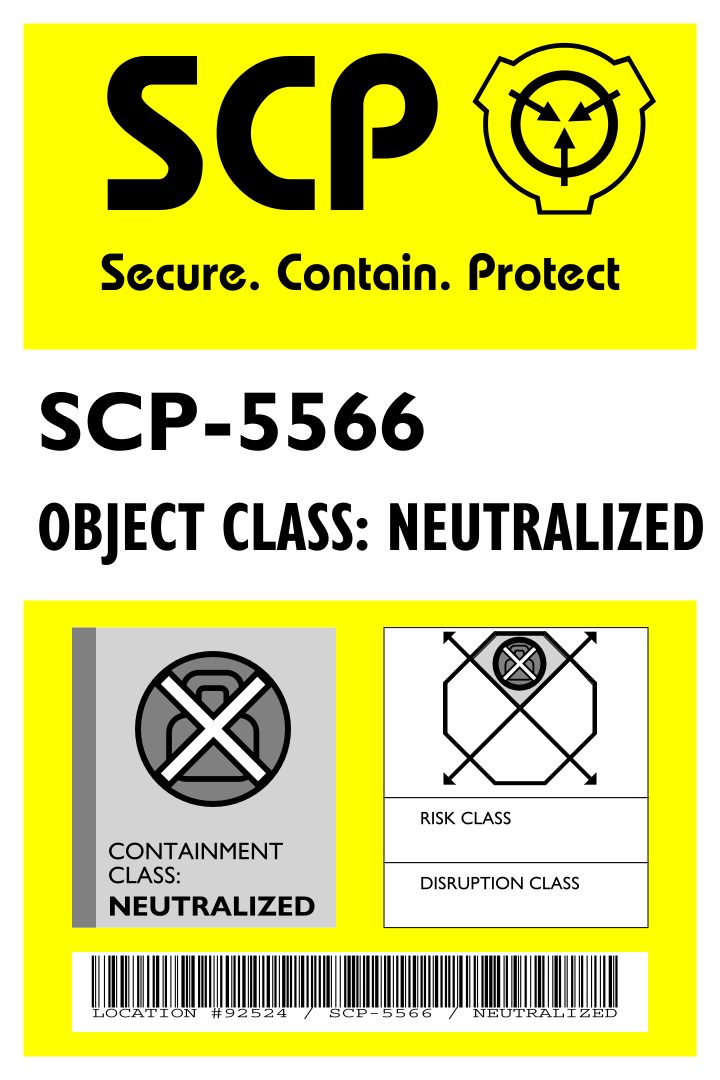 SCP
Secure. Contain. Protect
SCP-5566
OBJECT CLASS: NEUTRALIZED
CONTAINMENT
CLASS:
NEUTRALIZED
RISK CLASS
DISRUPTION CLASS
LOCATION #92524 / SCP-5566 / NEUTRALIZED